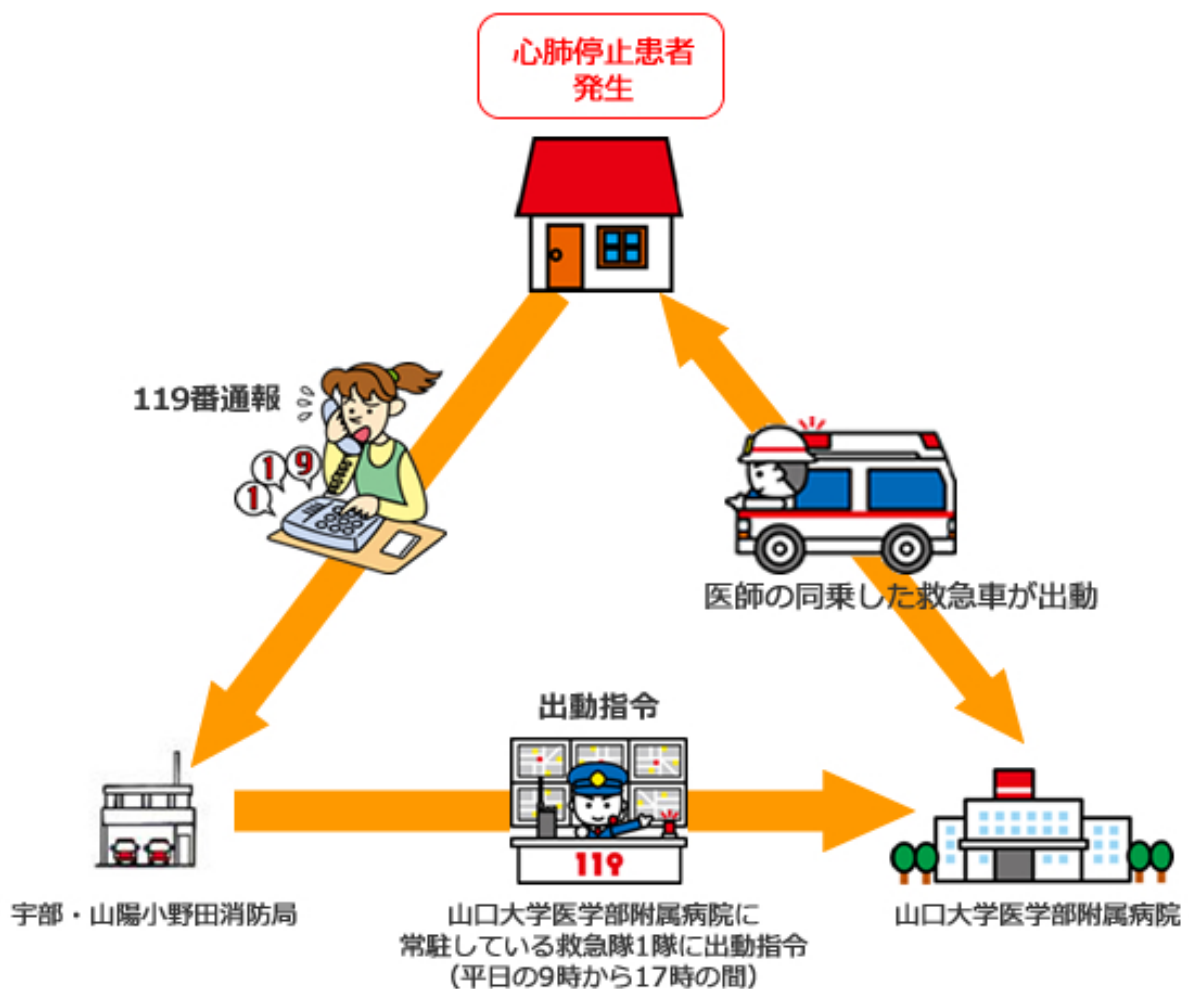 心肺停止患者
発生
119番通報
1
1
9
医師の同乗した救急車が出動
出動指令
119
宇部・山陽小野田消防局
山口大学医学部附属病院に
常駐している救急隊1隊に出動指令
（平日の9時から17時の間）
山口大学医学部附属病院